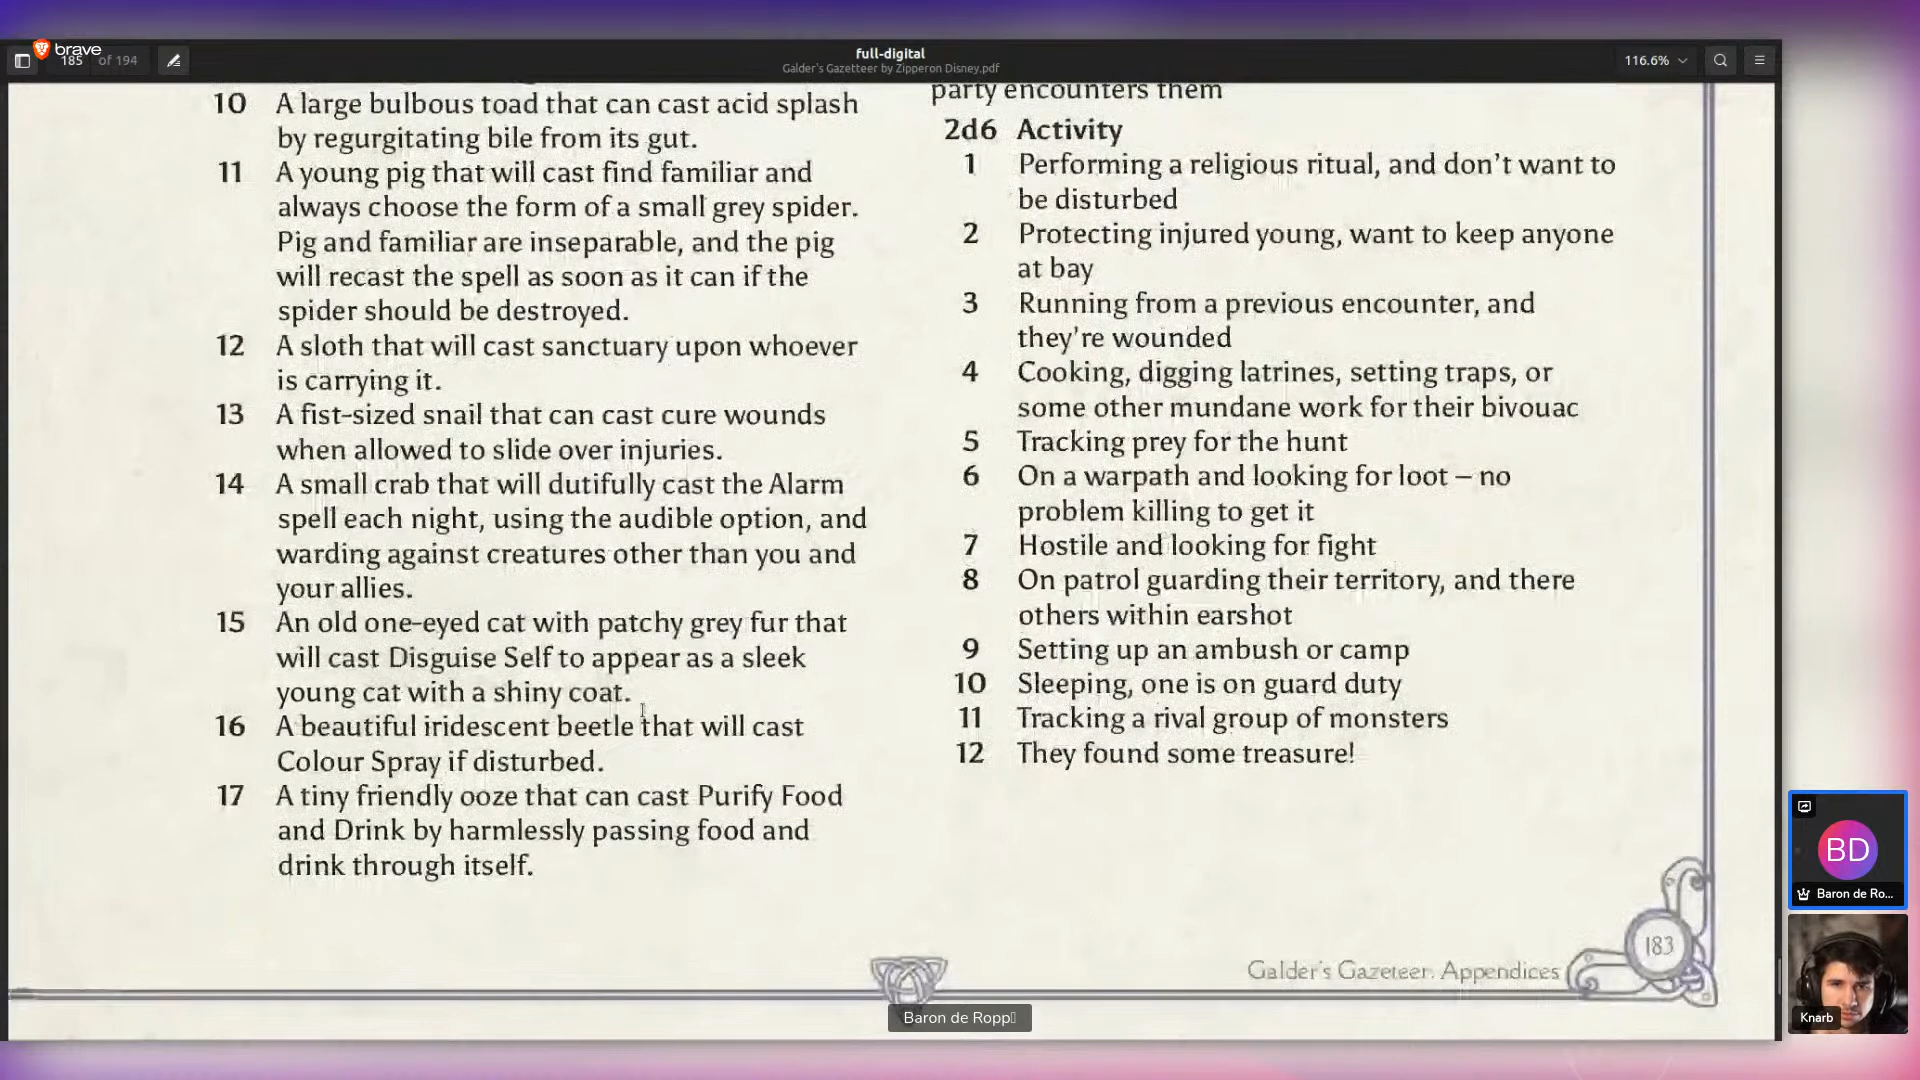 brave
185 of 194
full-digital
Galder's Gazetteer by Zipperon Disney.pdf
116.6%
10 A large bulbous toad that can cast acid splash
by regurgitating bile from its gut.
11 A young pig that will cast find familiar and
always choose the form of a small grey spider.
Pig and familiar are inseparable, and the pig
will recast the spell as soon as it can if the
spider should be destroyed.
12 A sloth that will cast sanctuary upon whoever
is carrying it.
13 A fist-sized snail that can cast cure wounds
when allowed to slide over injuries.
14 A small crab that will dutifully cast the Alarm
spell each night, using the audible option, and
warding against creatures other than you and
your allies.
15 An old one-eyed cat with patchy grey fur that
will cast Disguise Self to appear as a sleek
young cat with a shiny coat.
16 A beautiful iridescent beetle that will cast
Colour Spray if disturbed.
17 A tiny friendly ooze that can cast Purify Food
and Drink by harmlessly passing food and
drink through itself.
party encounters them
2d6 Activity
1 Performing a religious ritual, and don't want to
be disturbed
2 Protecting injured young, want to keep anyone
at bay
3 Running from a previous encounter, and
they're wounded
4 Cooking, digging latrines, setting traps, or
some other mundane work for their bivouac
5 Tracking prey for the hunt
6 On a warpath and looking for loot – no
problem killing to get it
7 Hostile and looking for fight
8 On patrol guarding their territory, and there
others within earshot
9 Setting up an ambush or camp
10 Sleeping, one is on guard duty
11 Tracking a rival group of monsters
12 They found some treasure!
183
Galder's Gazeteer. Appendices
Baron de Ropp
BD
Baron de Ro...
Knarb